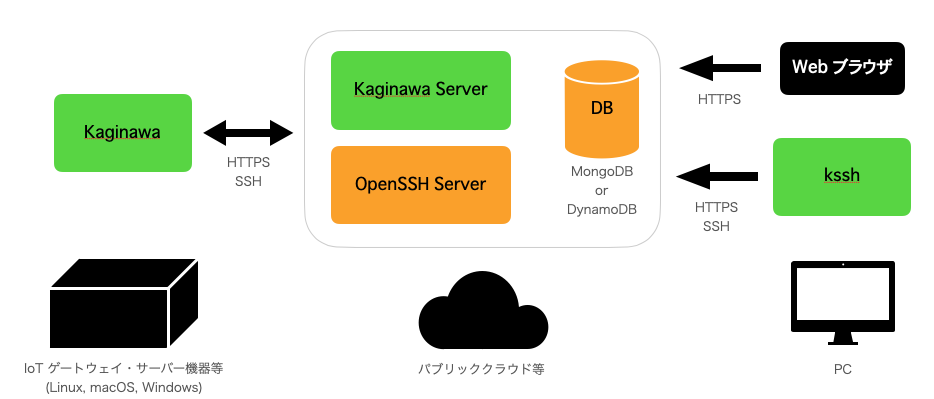 Kaginawa
HTTPS
SSH
Kaginawa Server
OpenSSH Server
DB
MongoDB
or
DynamoDB
Web ブラウザ
HTTPS
kssh
HTTPS
SSH
IoT ゲートウェイ・サーバー機器等
(Linux, macOS, Windows)
パブリッククラウド等
PC